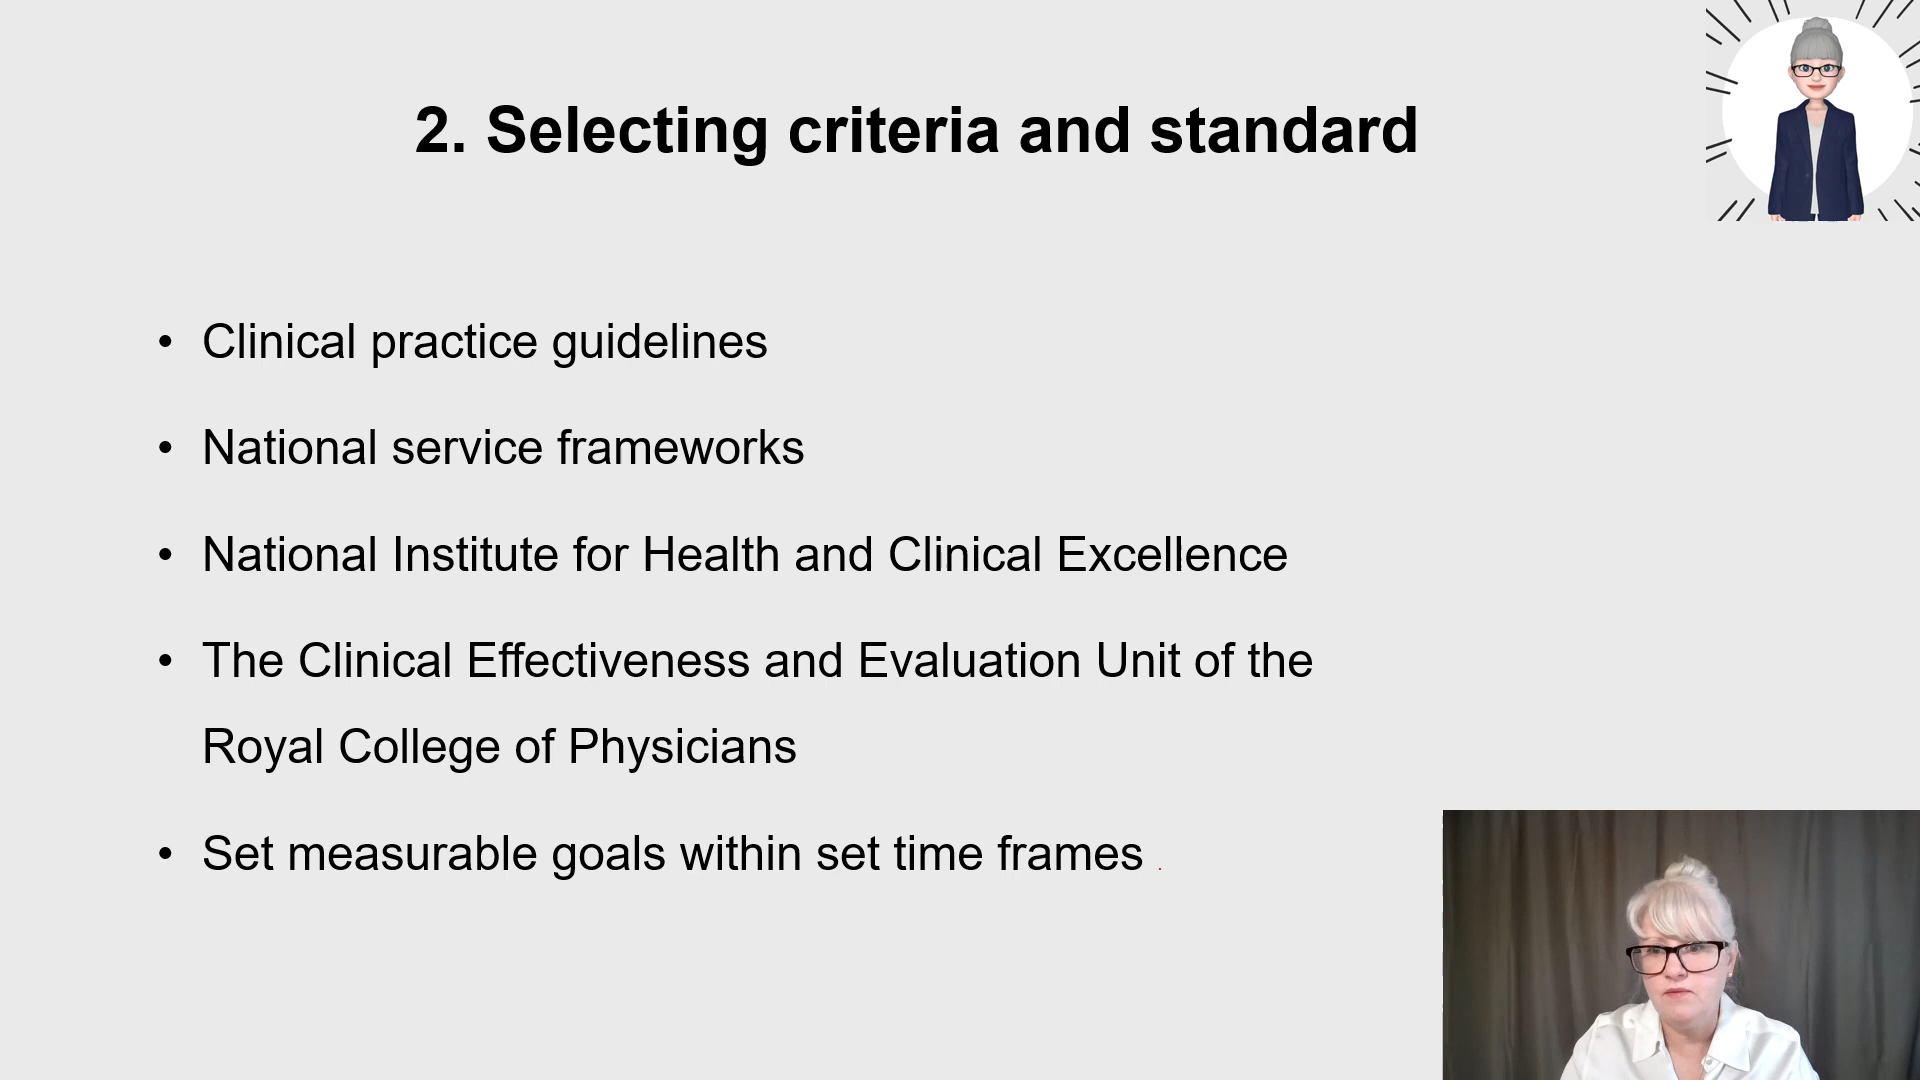 2. Selecting criteria and standard
• Clinical practice guidelines
• National service frameworks
• National Institute for Health and Clinical Excellence
• The Clinical Effectiveness and Evaluation Unit of the
Royal College of Physicians
• Set measurable goals within set time frames .